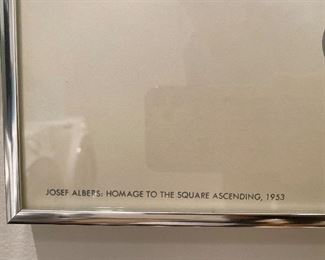 JOSEF ALBERS: HOMAGE TO THE SQUARE ASCENDING, 1953